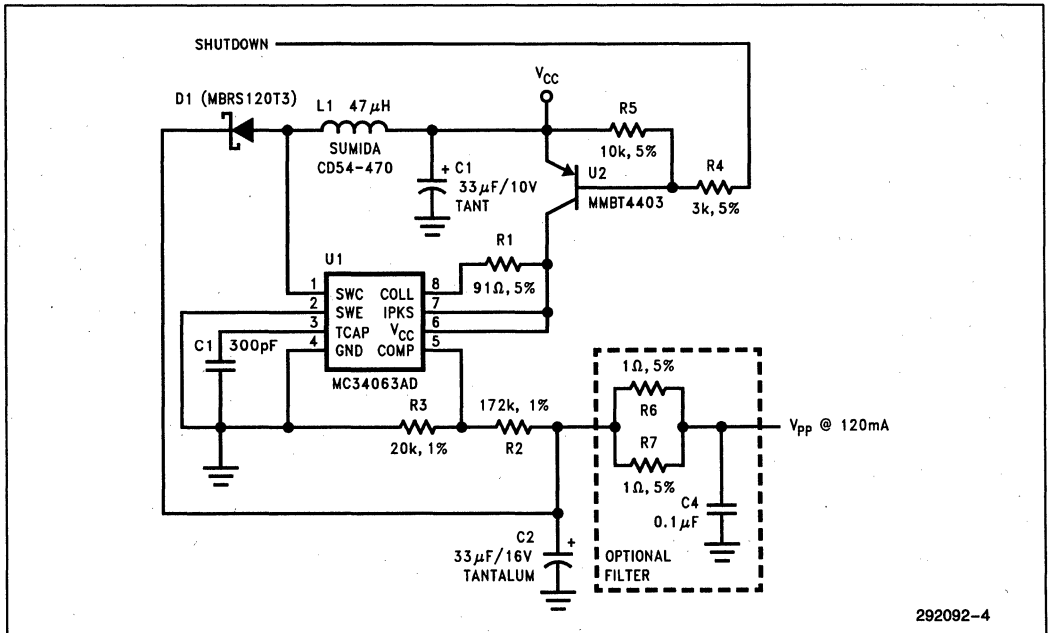 SHUTDOWN
VCC
D1 (MBRS120T3)
L1 47µH
SUMIDA
CD54-470
+ C1
33µF/10V
TANT
R5
10k, 5%
U2
MMBT4403
R4
3k, 5%
R1
91Ω, 5%
U1
1 SWC COLL 8
2 SWE IPKS 7
3 TCAP VCC 6
4 GND COMP 5
MC34063AD
C1 300pF
R3
20k, 1%
172k, 1%
R2
1Ω, 5%
R6
R7
1Ω, 5%
VPP @ 120mA
C4
0.1µF
C2
33µF/16V
TANTALUM
+
OPTIONAL
FILTER
292092-4